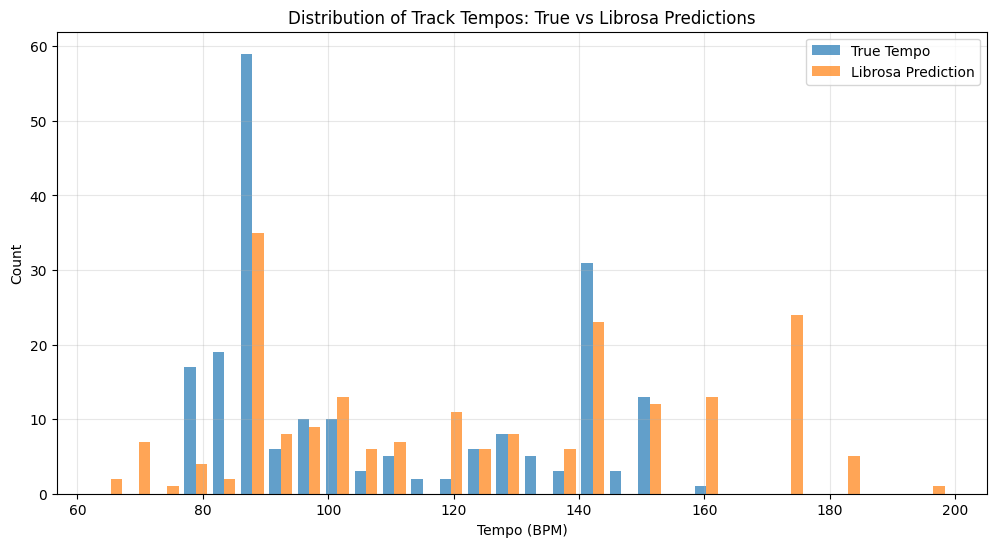 Distribution of Track Tempos: True vs Librosa Predictions
True Tempo
Librosa Prediction
60
50
40
30
20
10
0
Count
60 80 100 120 140 160 180 200
Tempo (BPM)